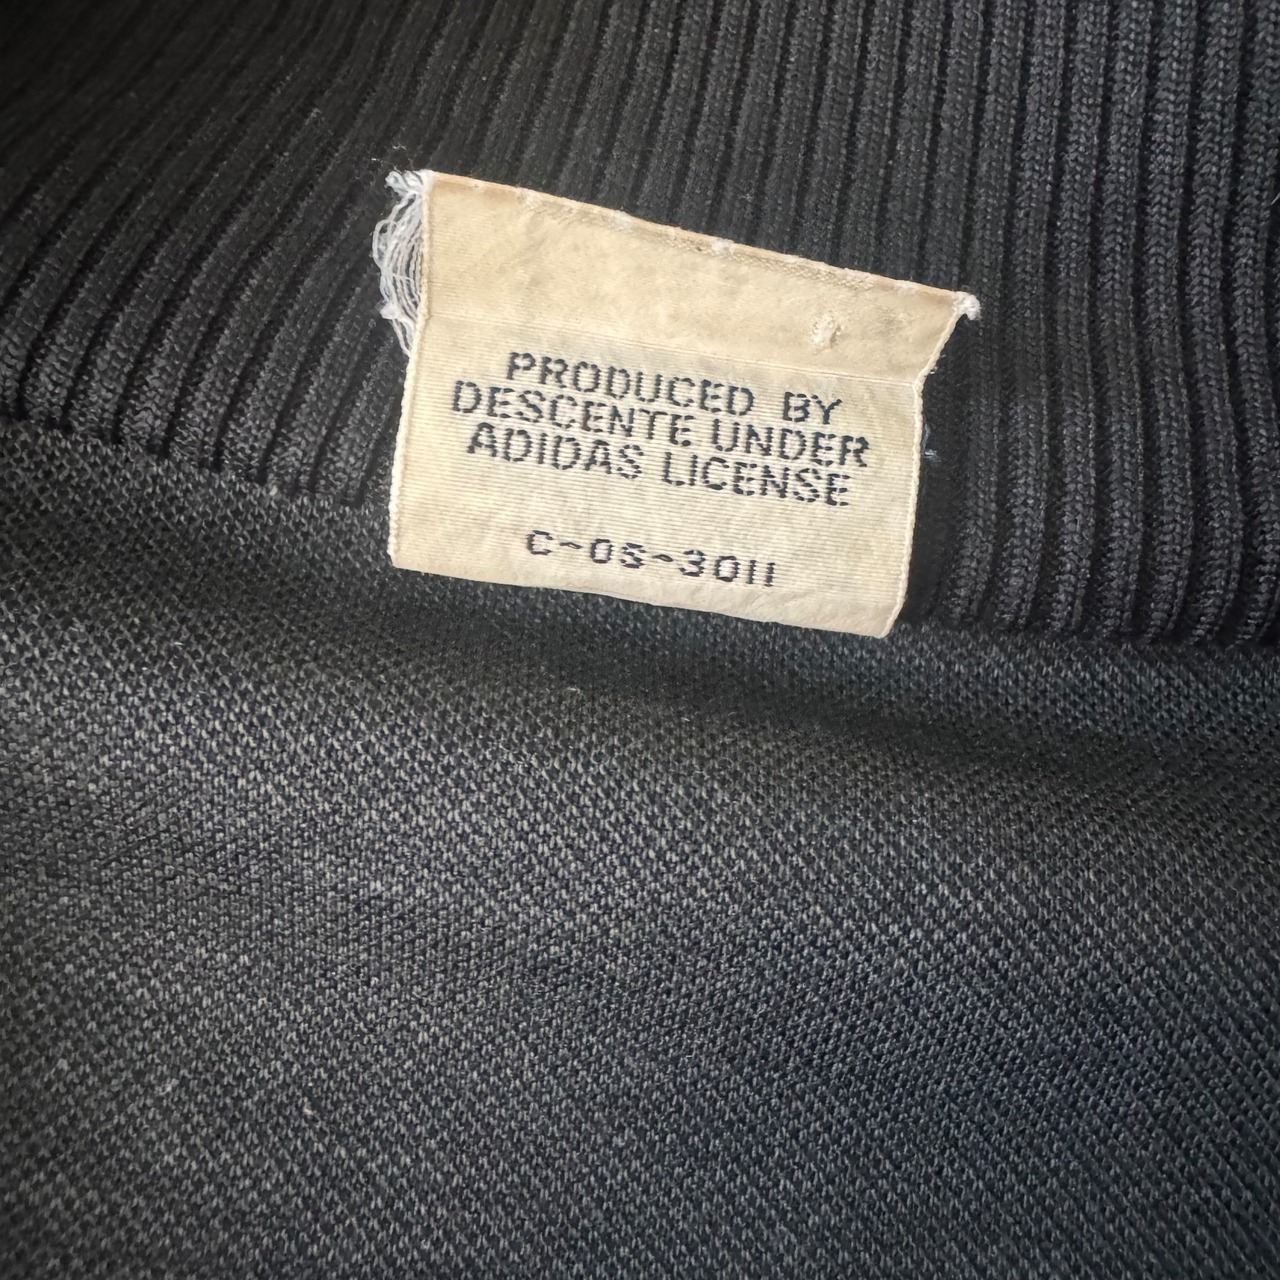 PRODUCED BY
DESCENTE UNDER
ADIDAS LICENSE
C-05-3011